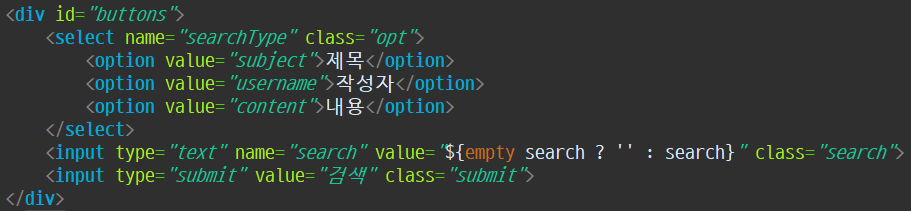 <div id="buttons">
<select name="searchType" class="opt">
<option value="subject">제목</option>
<option value="username">작성자</option>
<option value="content">내용</option>
</select>
<input type="text" name="search" value="${empty search ? '' : search}" class="search">
<input type="submit" value="검색" class="submit">
</div>